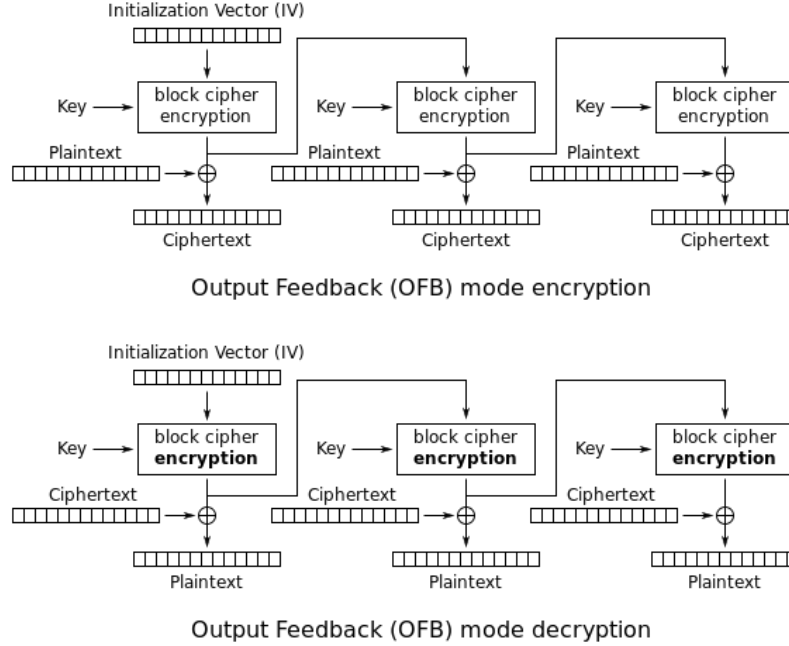 Initialization Vector (IV)
Key
block cipher
encryption
Key
block cipher
encryption
Key
block cipher
encryption
Plaintext
Plaintext
Plaintext
Ciphertext
Ciphertext
Ciphertext
Output Feedback (OFB) mode encryption
Initialization Vector (IV)
Key
block cipher
encryption
Key
block cipher
encryption
Key
block cipher
encryption
Ciphertext
Ciphertext
Ciphertext
Plaintext
Plaintext
Plaintext
Output Feedback (OFB) mode decryption